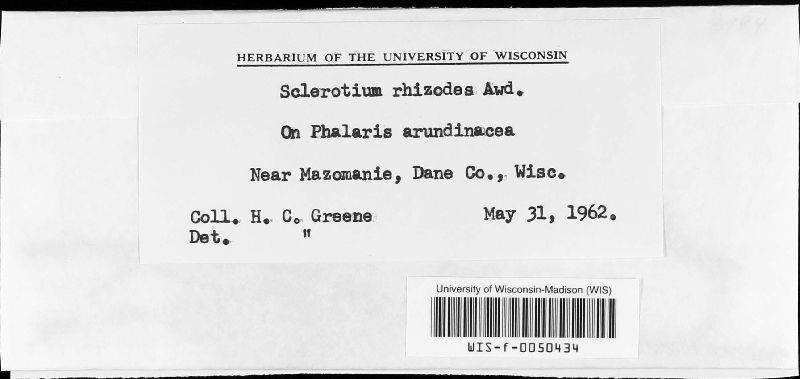 HERBARIUM OF THE UNIVERSITY OF WISCONSIN
Sclerotium rhizodes Awd.
On Phalaris arundinacea
Near Mazomanie, Dane Co., Wisc.
Coll. H. C. Greene May 31, 1962.
Det. "
University of Wisconsin-Madison (WIS)
WIS-f-0050434